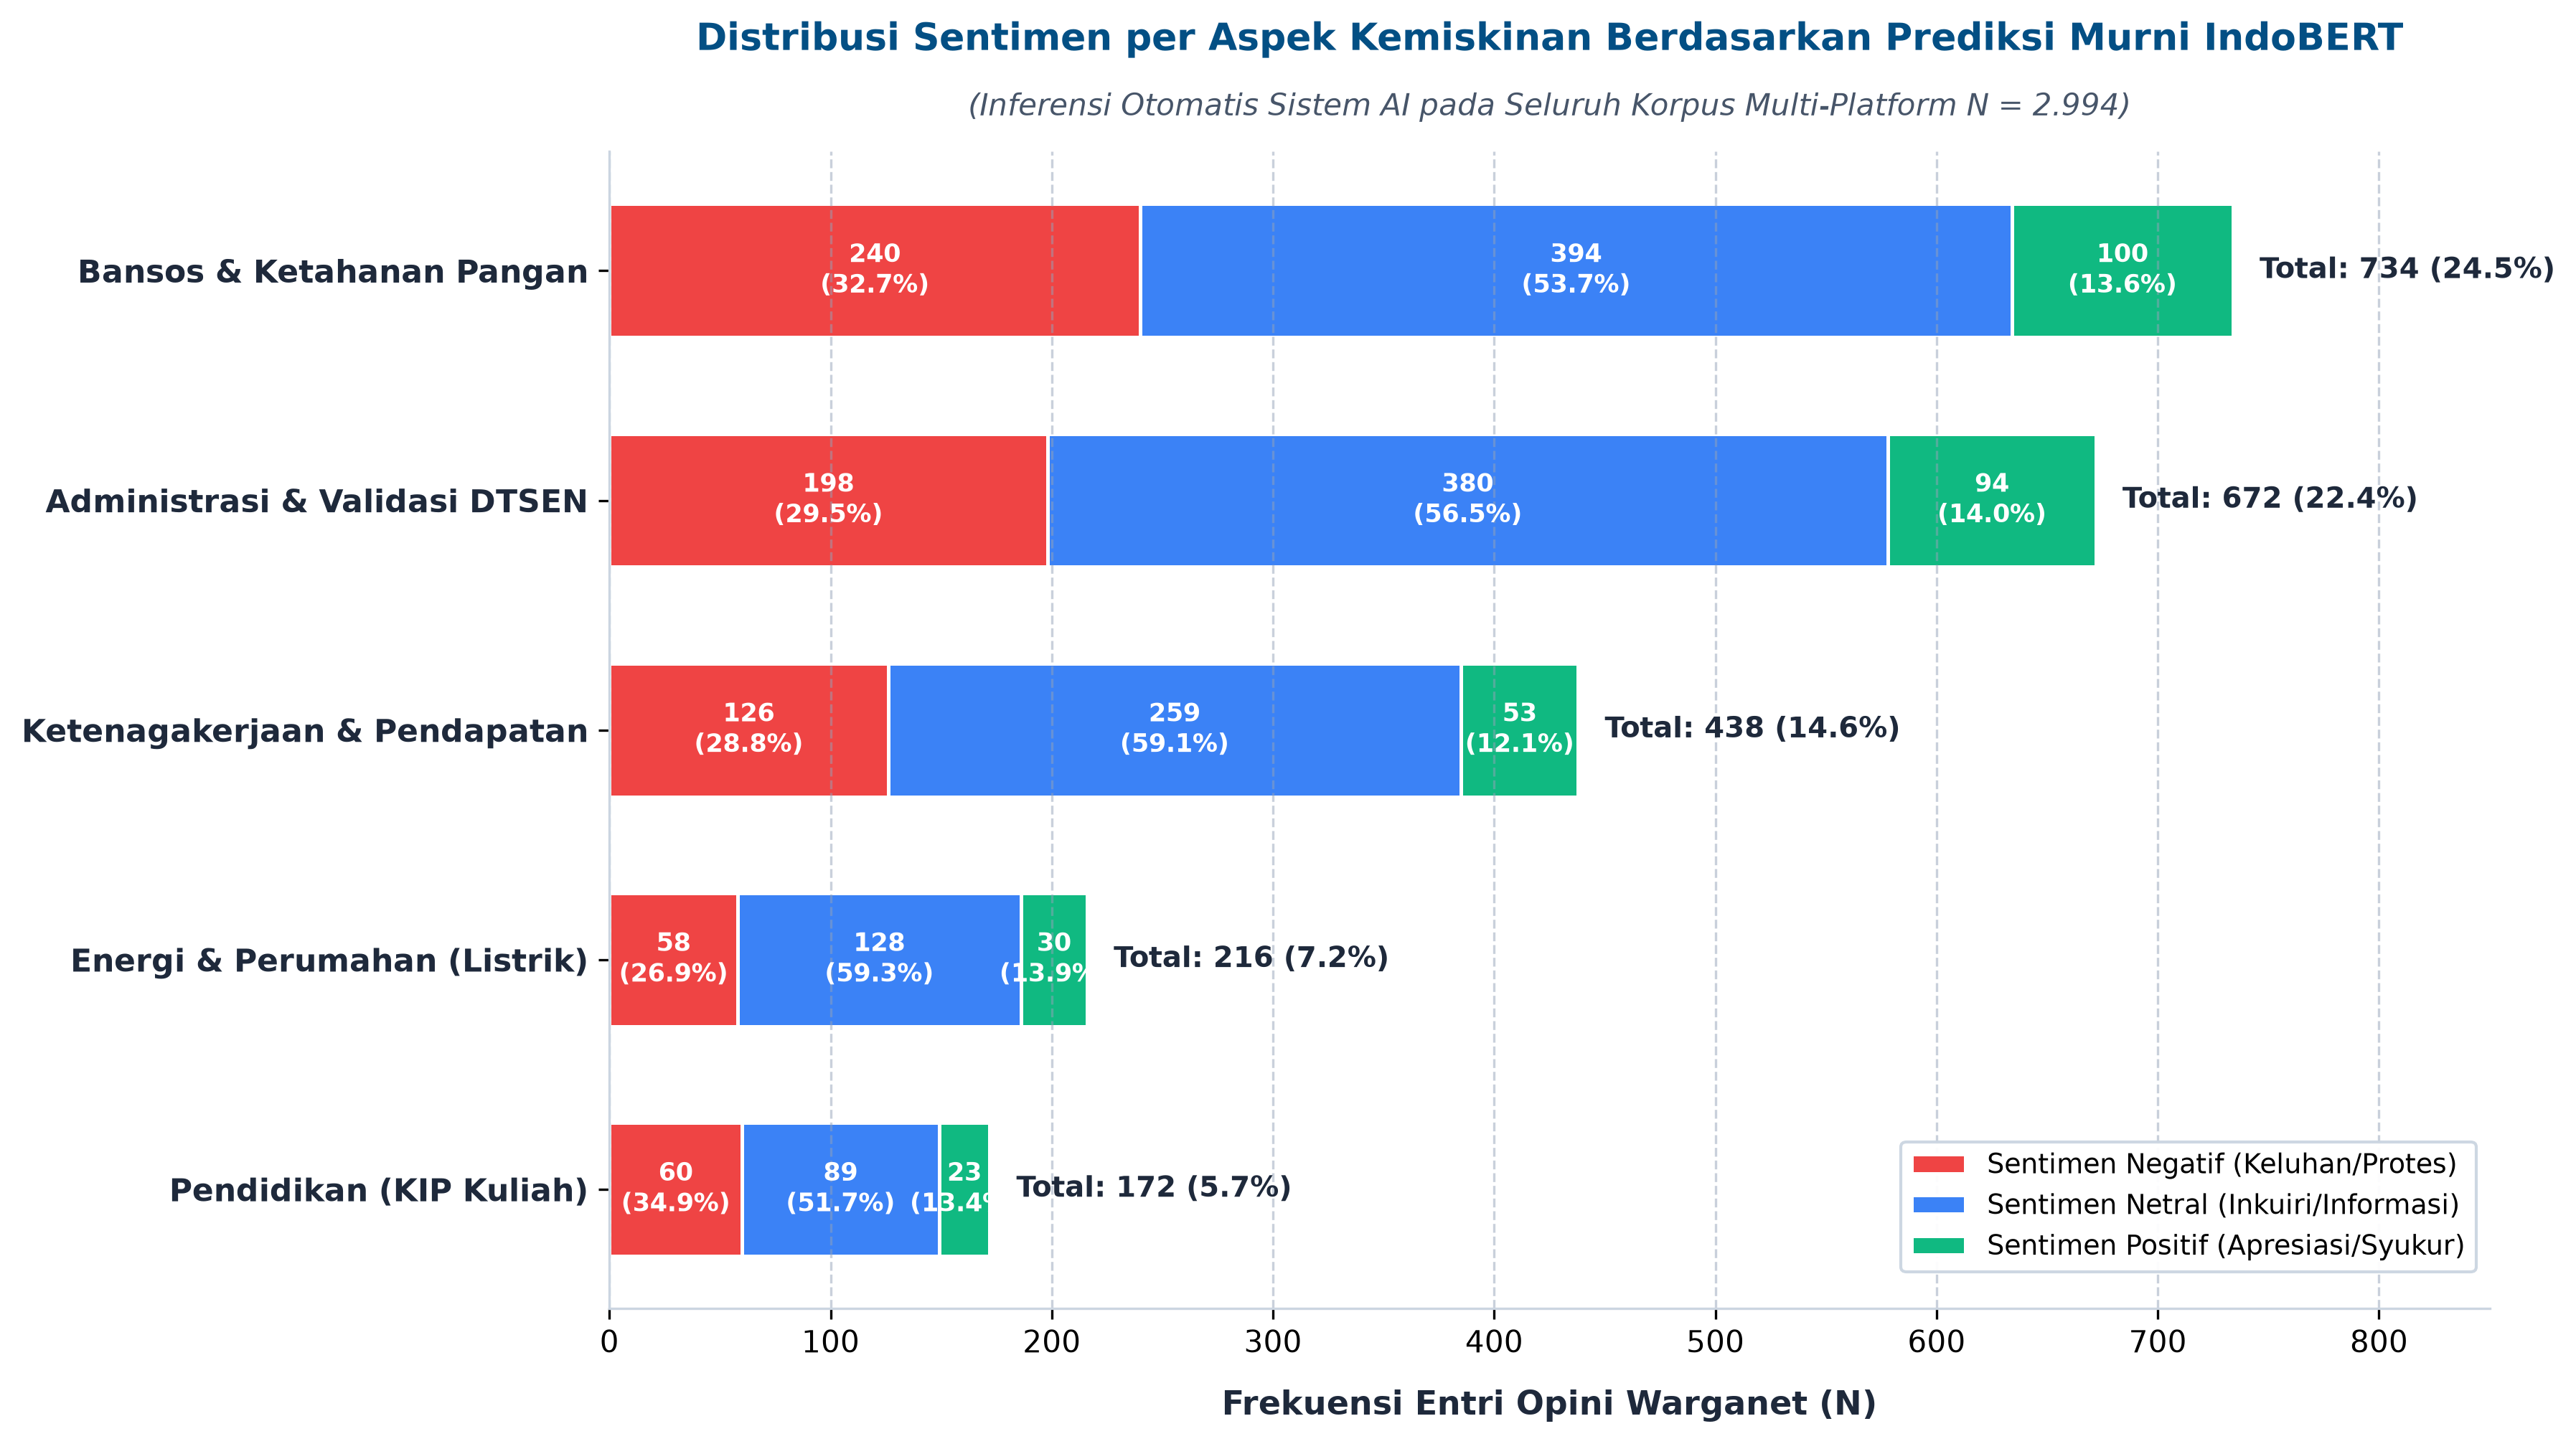 Distribusi Sentimen per Aspek Kemiskinan Berdasarkan Prediksi Murni IndoBERT
(Inferensi Otomatis Sistem AI pada Seluruh Korpus Multi-Platform N = 2.994)
Bansos & Ketahanan Pangan
240
(32.7%)
394
(53.7%)
100
(13.6%)
Total: 734 (24.5%)
Administrasi & Validasi DTSEN
198
(29.5%)
380
(56.5%)
94
(14.0%)
Total: 672 (22.4%)
Ketenagakerjaan & Pendapatan
126
(28.8%)
259
(59.1%)
53
(12.1%)
Total: 438 (14.6%)
Energi & Perumahan (Listrik)
58
(26.9%)
128
(59.3%)
30
(13.9%
Total: 216 (7.2%)
Pendidikan (KIP Kuliah)
60
(34.9%)
89
(51.7%)
23
(13.4%
Total: 172 (5.7%)
Sentimen Negatif (Keluhan/Protes)
Sentimen Netral (Inkuiri/Informasi)
Sentimen Positif (Apresiasi/Syukur)
0 100 200 300 400 500 600 700 800
Frekuensi Entri Opini Warganet (N)